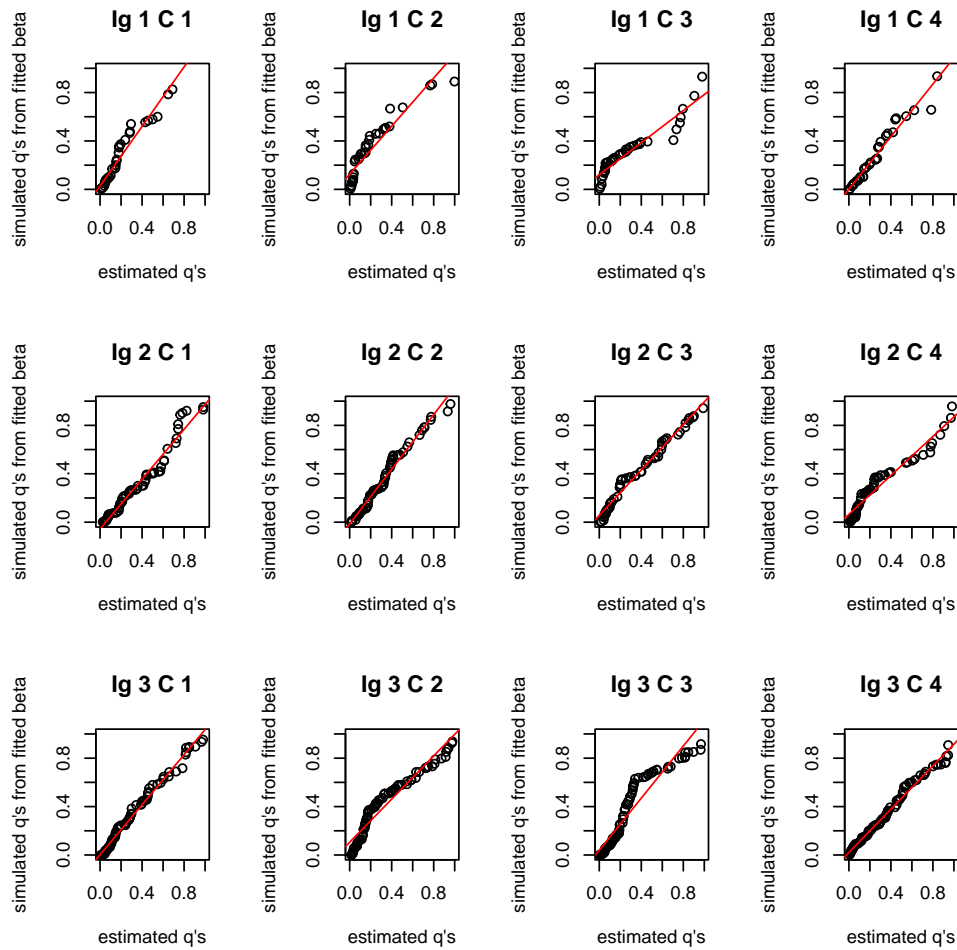 Ig 1 C 1
simulated q's from fitted beta
0.0 0.4 0.8
0.0 0.4 0.8
estimated q's
Ig 1 C 2
simulated q's from fitted beta
0.0 0.4 0.8
0.0 0.4 0.8
estimated q's
Ig 1 C 3
simulated q's from fitted beta
0.0 0.4 0.8
0.0 0.4 0.8
estimated q's
Ig 1 C 4
simulated q's from fitted beta
0.0 0.4 0.8
0.0 0.4 0.8
estimated q's
Ig 2 C 1
simulated q's from fitted beta
0.0 0.4 0.8
0.0 0.4 0.8
estimated q's
Ig 2 C 2
simulated q's from fitted beta
0.0 0.4 0.8
0.0 0.4 0.8
estimated q's
Ig 2 C 3
simulated q's from fitted beta
0.0 0.4 0.8
0.0 0.4 0.8
estimated q's
Ig 2 C 4
simulated q's from fitted beta
0.0 0.4 0.8
0.0 0.4 0.8
estimated q's
Ig 3 C 1
simulated q's from fitted beta
0.0 0.4 0.8
0.0 0.4 0.8
estimated q's
Ig 3 C 2
simulated q's from fitted beta
0.0 0.4 0.8
0.0 0.4 0.8
estimated q's
Ig 3 C 3
simulated q's from fitted beta
0.0 0.4 0.8
0.0 0.4 0.8
estimated q's
Ig 3 C 4
simulated q's from fitted beta
0.0 0.4 0.8
0.0 0.4 0.8
estimated q's